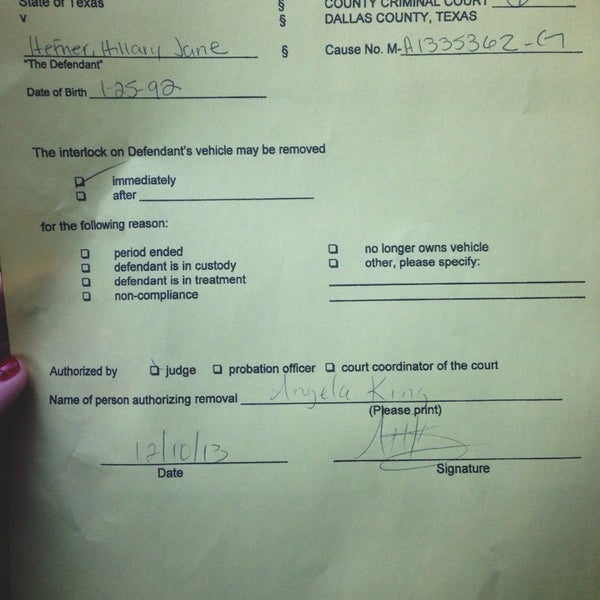 State of Texas § COUNTY CRIMINAL COURT
v § DALLAS COUNTY, TEXAS
Hefner, Hillary Jane § Cause No. M-A1335362-G
"The Defendant"
Date of Birth 1-25-92
The interlock on Defendant's vehicle may be removed
immediately
after
for the following reason:
period ended no longer owns vehicle
defendant is in custody other, please specify:
defendant is in treatment
non-compliance
Authorized by judge probation officer court coordinator of the court
Name of person authorizing removal Angela King
(Please print)
12/10/13
Date Signature